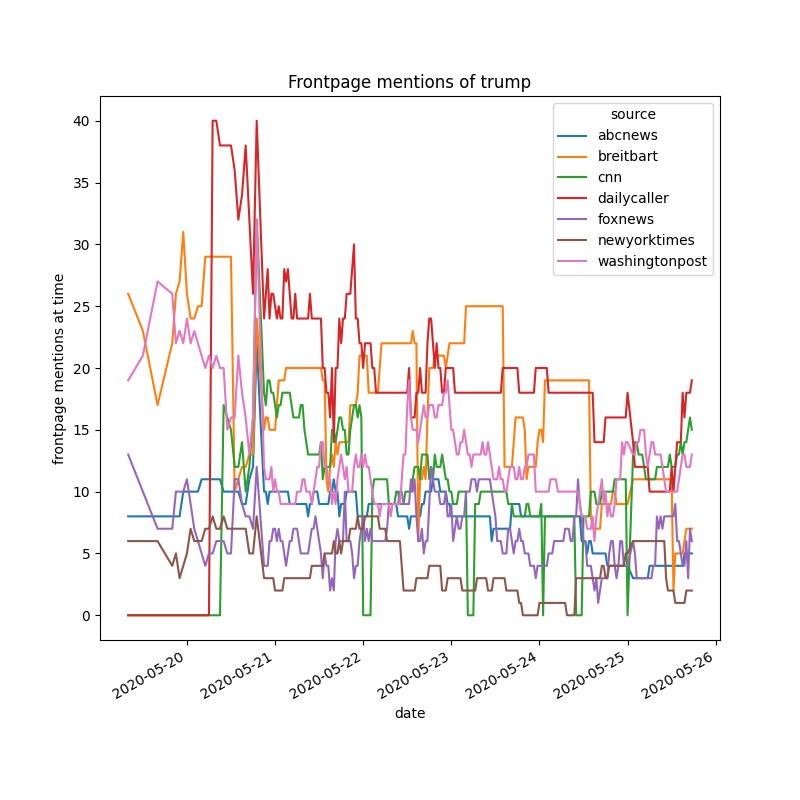 Frontpage mentions of trump
source
abcnews
breitbart
cnn
dailycaller
foxnews
newyorktimes
washingtonpost
frontpage mentions at time
40
35
30
25
20
15
10
5
0
2020-05-20
2020-05-21
2020-05-22
2020-05-23
2020-05-24
2020-05-25
2020-05-26
date